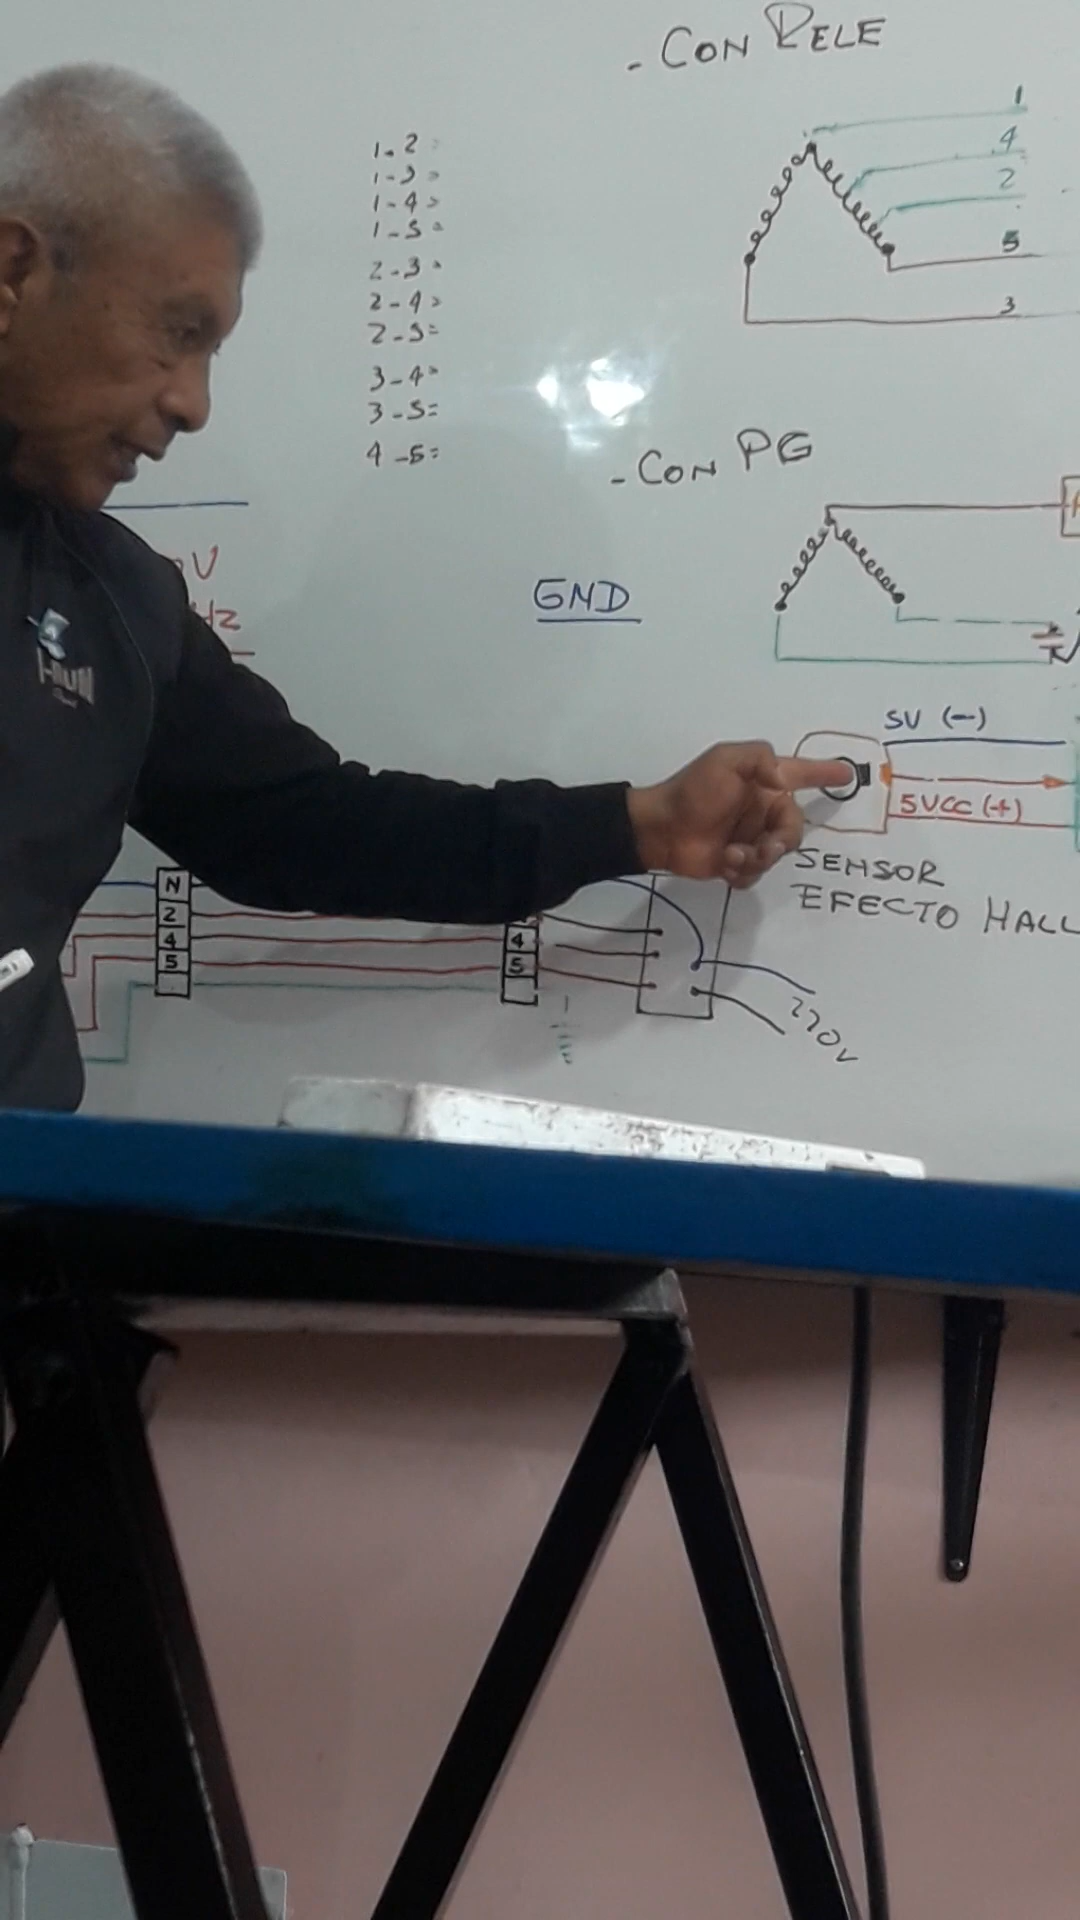 - CON RELE
1
4
2
5
3
1-2=
1-3=
1-4=
1-5=
2-3=
2-4=
2-5=
3-4=
3-5=
4-5=
- CON PG
GND
V
HZ
5V (-)
5VCC (+)
SENSOR
EFECTO HALL
N
2
4
5
4
5
220V